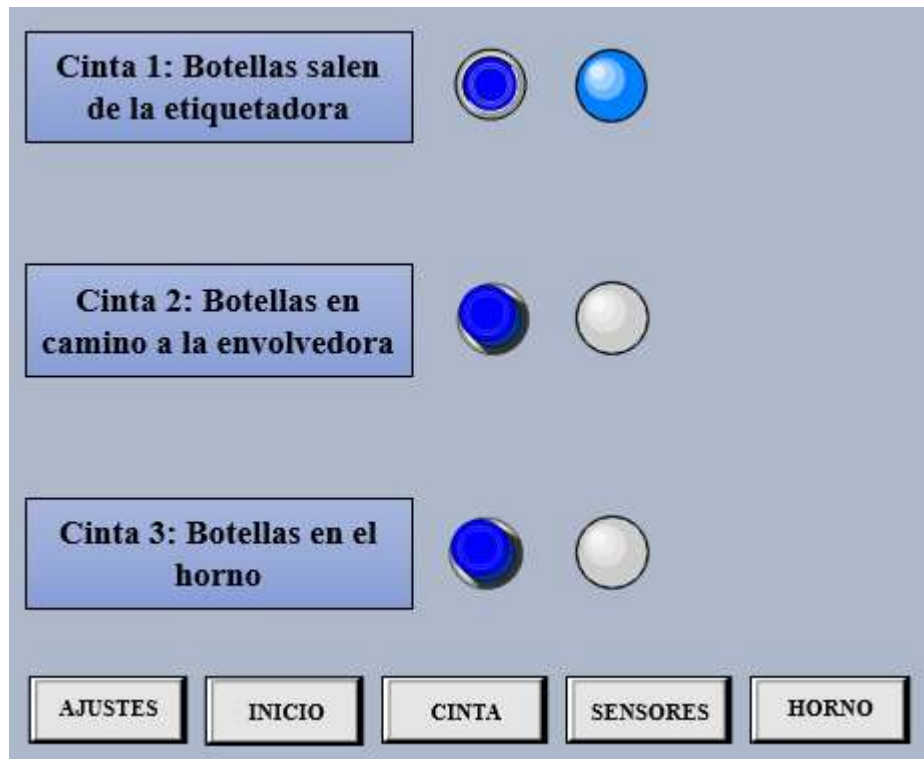 Cinta 1: Botellas salen
de la etiquetadora
Cinta 2: Botellas en
camino a la envolvedora
Cinta 3: Botellas en el
horno
AJUSTES INICIO CINTA SENSORES HORNO